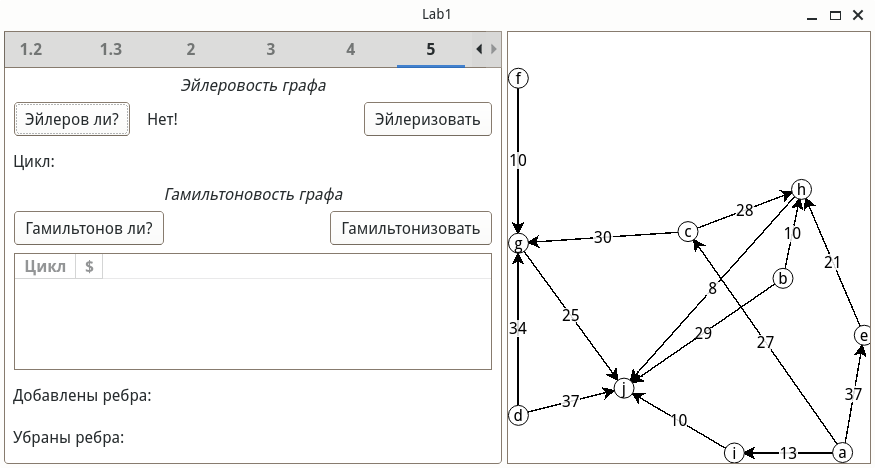 Lab1
1.2 1.3 2 3 4 5
Эйлеровость графа
Эйлеров ли? Нет! Эйлеризовать
Цикл:
Гамильтоновость графа
Гамильтонов ли? Гамильтонизовать
Цикл $
Добавлены ребра:
Убраны ребра:
f
10
h
28
c
30
10
g
21
b
8
25
34
29
27
e
j
37
37
d
10
i
13
a